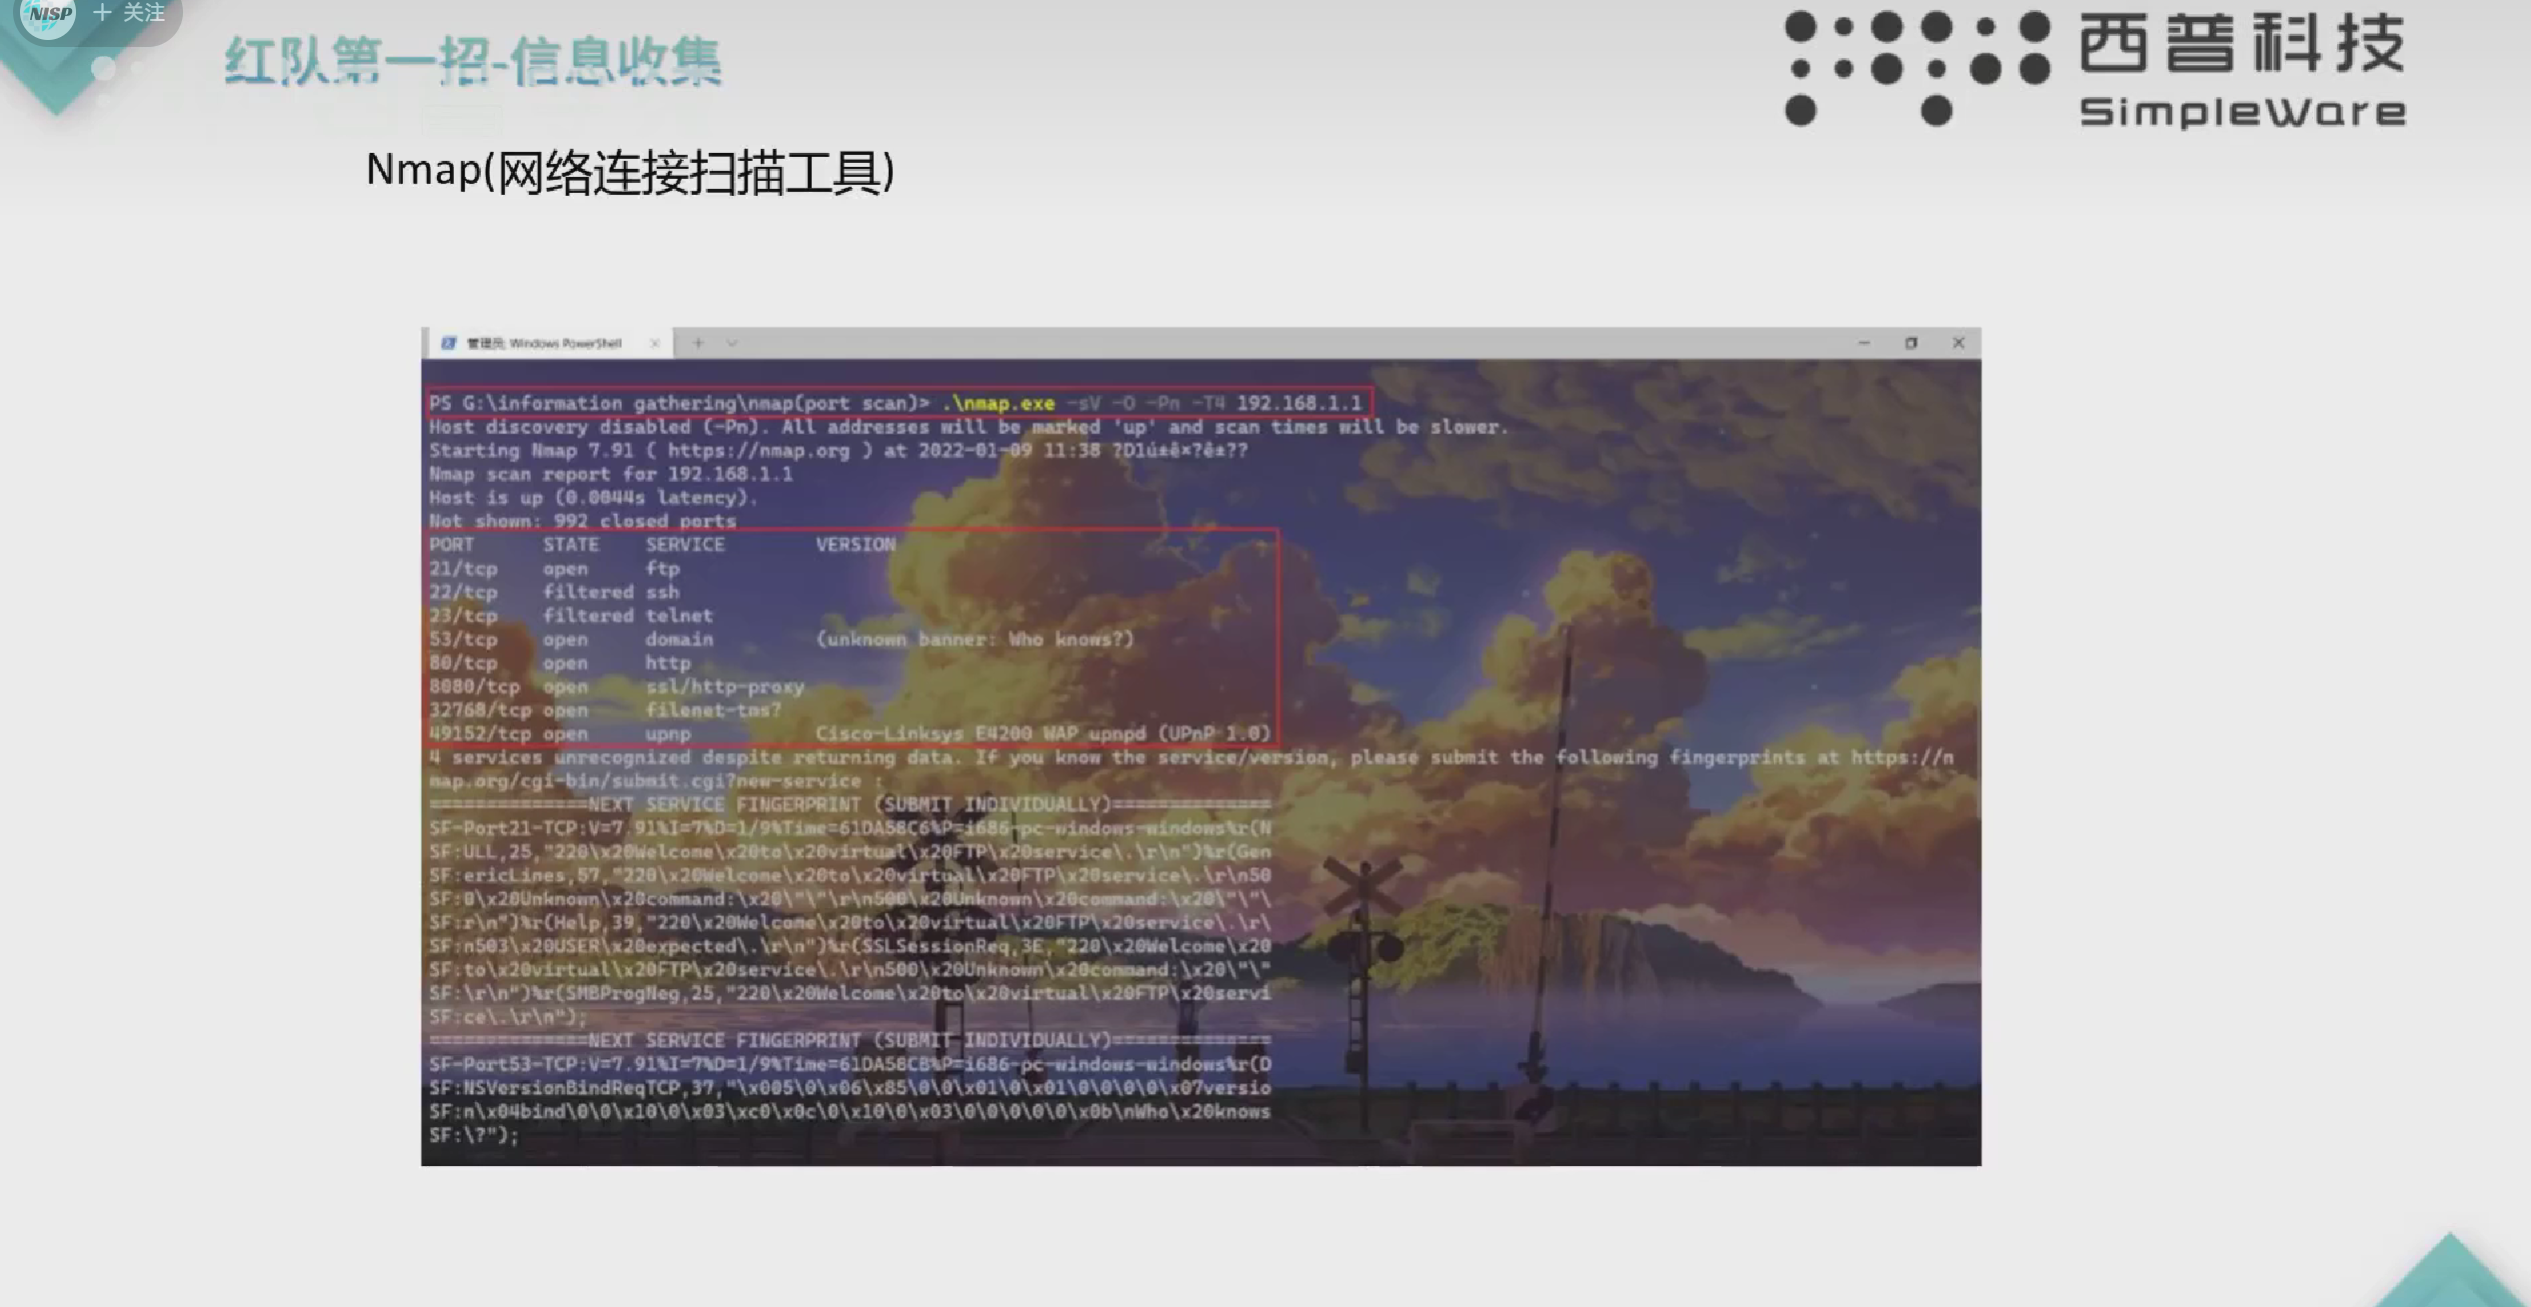 NISP + 关注
红队第一招-信息收集
西普科技
SimpleWare
Nmap(网络连接扫描工具)
管理员: Windows PowerShell
PS G:\information gathering\nmap(port scan)> .\nmap.exe -sV -O -Pn -T4 192.168.1.1
Host discovery disabled (-Pn). All addresses will be marked 'up' and scan times will be slower.
Starting Nmap 7.91 ( https://nmap.org ) at 2022-01-09 11:38 ?D1ú±ê×?ê±??
Nmap scan report for 192.168.1.1
Host is up (0.0044s latency).
Not shown: 992 closed ports
PORT STATE SERVICE VERSION
21/tcp open ftp
22/tcp filtered ssh
23/tcp filtered telnet
53/tcp open domain (unknown banner: Who knows?)
80/tcp open http
8080/tcp open ssl/http-proxy
32768/tcp open filenet-tms?
49152/tcp open upnp Cisco-Linksys E4200 WAP upnpd (UPnP 1.0)
4 services unrecognized despite returning data. If you know the service/version, please submit the following fingerprints at https://n
map.org/cgi-bin/submit.cgi?new-service :
==============NEXT SERVICE FINGERPRINT (SUBMIT INDIVIDUALLY)==============
SF-Port21-TCP:V=7.91%I=7%D=1/9%Time=61DA58C6%P=i686-pc-windows-windows%r(N
SF:ULL,25,"220\x20Welcome\x20to\x20virtual\x20FTP\x20service\.\r\n")%r(Gen
SF:ericLines,57,"220\x20Welcome\x20to\x20virtual\x20FTP\x20service\.\r\n50
SF:0\x20Unknown\x20command:\x20\"\"\r\n500\x20Unknown\x20command:\x20\"\"\
SF:r\n")%r(Help,39,"220\x20Welcome\x20to\x20virtual\x20FTP\x20service\.\r\
SF:n503\x20USER\x20expected\.\r\n")%r(SSLSessionReq,3E,"220\x20Welcome\x20
SF:to\x20virtual\x20FTP\x20service\.\r\n500\x20Unknown\x20command:\x20\"\"
SF:\r\n")%r(SMBProgNeg,25,"220\x20Welcome\x20to\x20virtual\x20FTP\x20servi
SF:ce\.\r\n");
==============NEXT SERVICE FINGERPRINT (SUBMIT INDIVIDUALLY)==============
SF-Port53-TCP:V=7.91%I=7%D=1/9%Time=61DA58CB%P=i686-pc-windows-windows%r(D
SF:NSVersionBindReqTCP,37,"\x005\0\x06\x85\0\0\x01\0\x01\0\0\0\0\x07versio
SF:n\x04bind\0\0\x10\0\x03\xc0\x0c\0\x10\0\x03\0\0\0\0\0\x0b\nWho\x20knows
SF:\?");